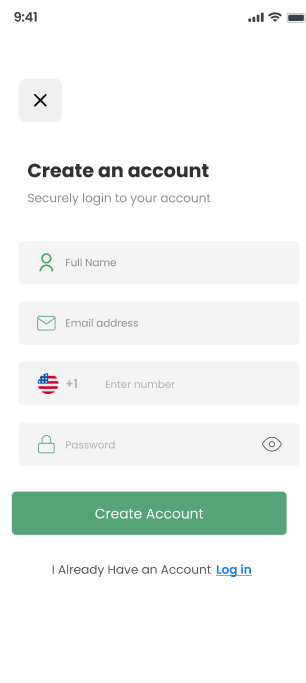 9:41
Create an account
Securely login to your account
Full Name
Email address
+1 Enter number
Password
Create Account
I Already Have an Account Log in